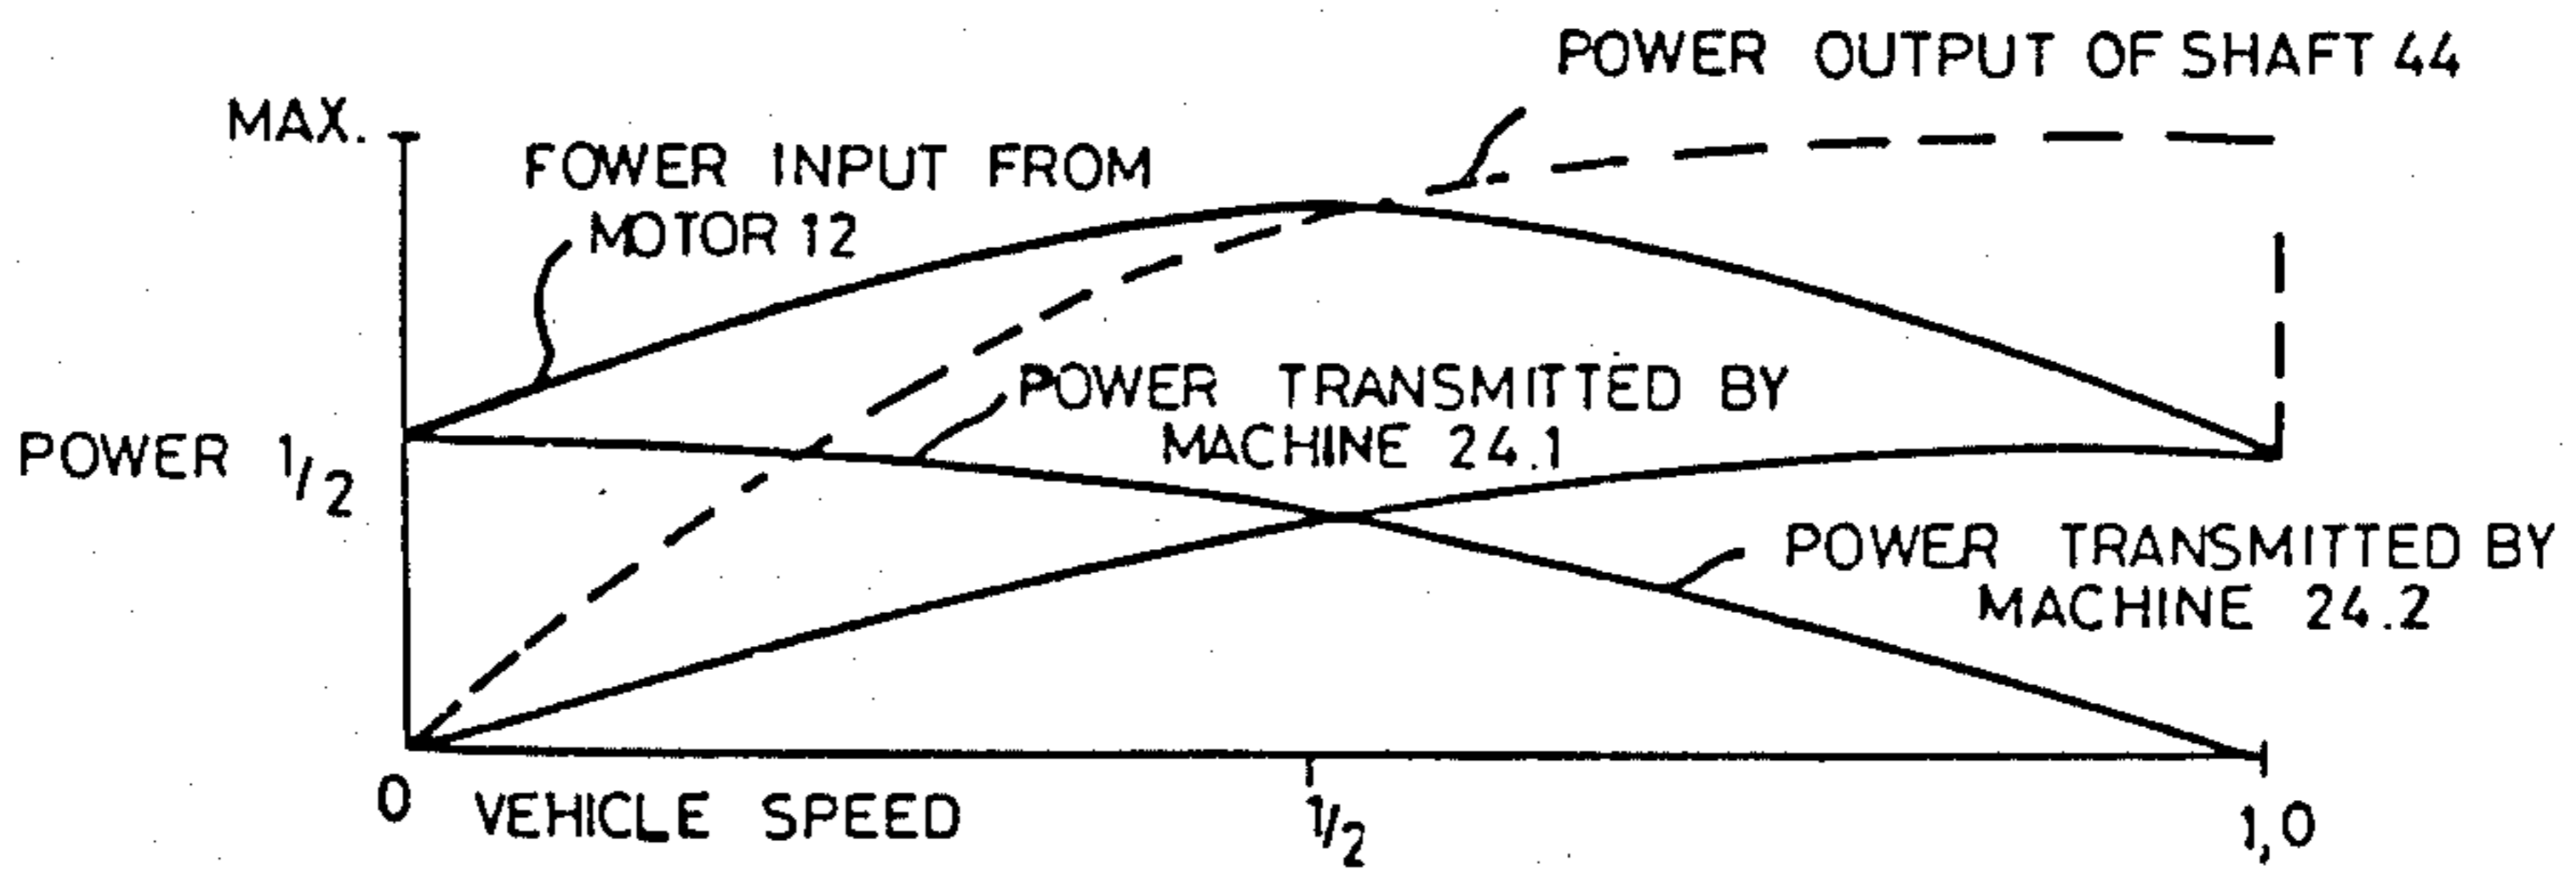 POWER OUTPUT OF SHAFT 44
MAX.
FOWER INPUT FROM
MOTOR 12
POWER TRANSMITTED BY
MACHINE 24.1
POWER 1/2
POWER TRANSMITTED BY
MACHINE 24.2
0 VEHICLE SPEED 1/2 1,0